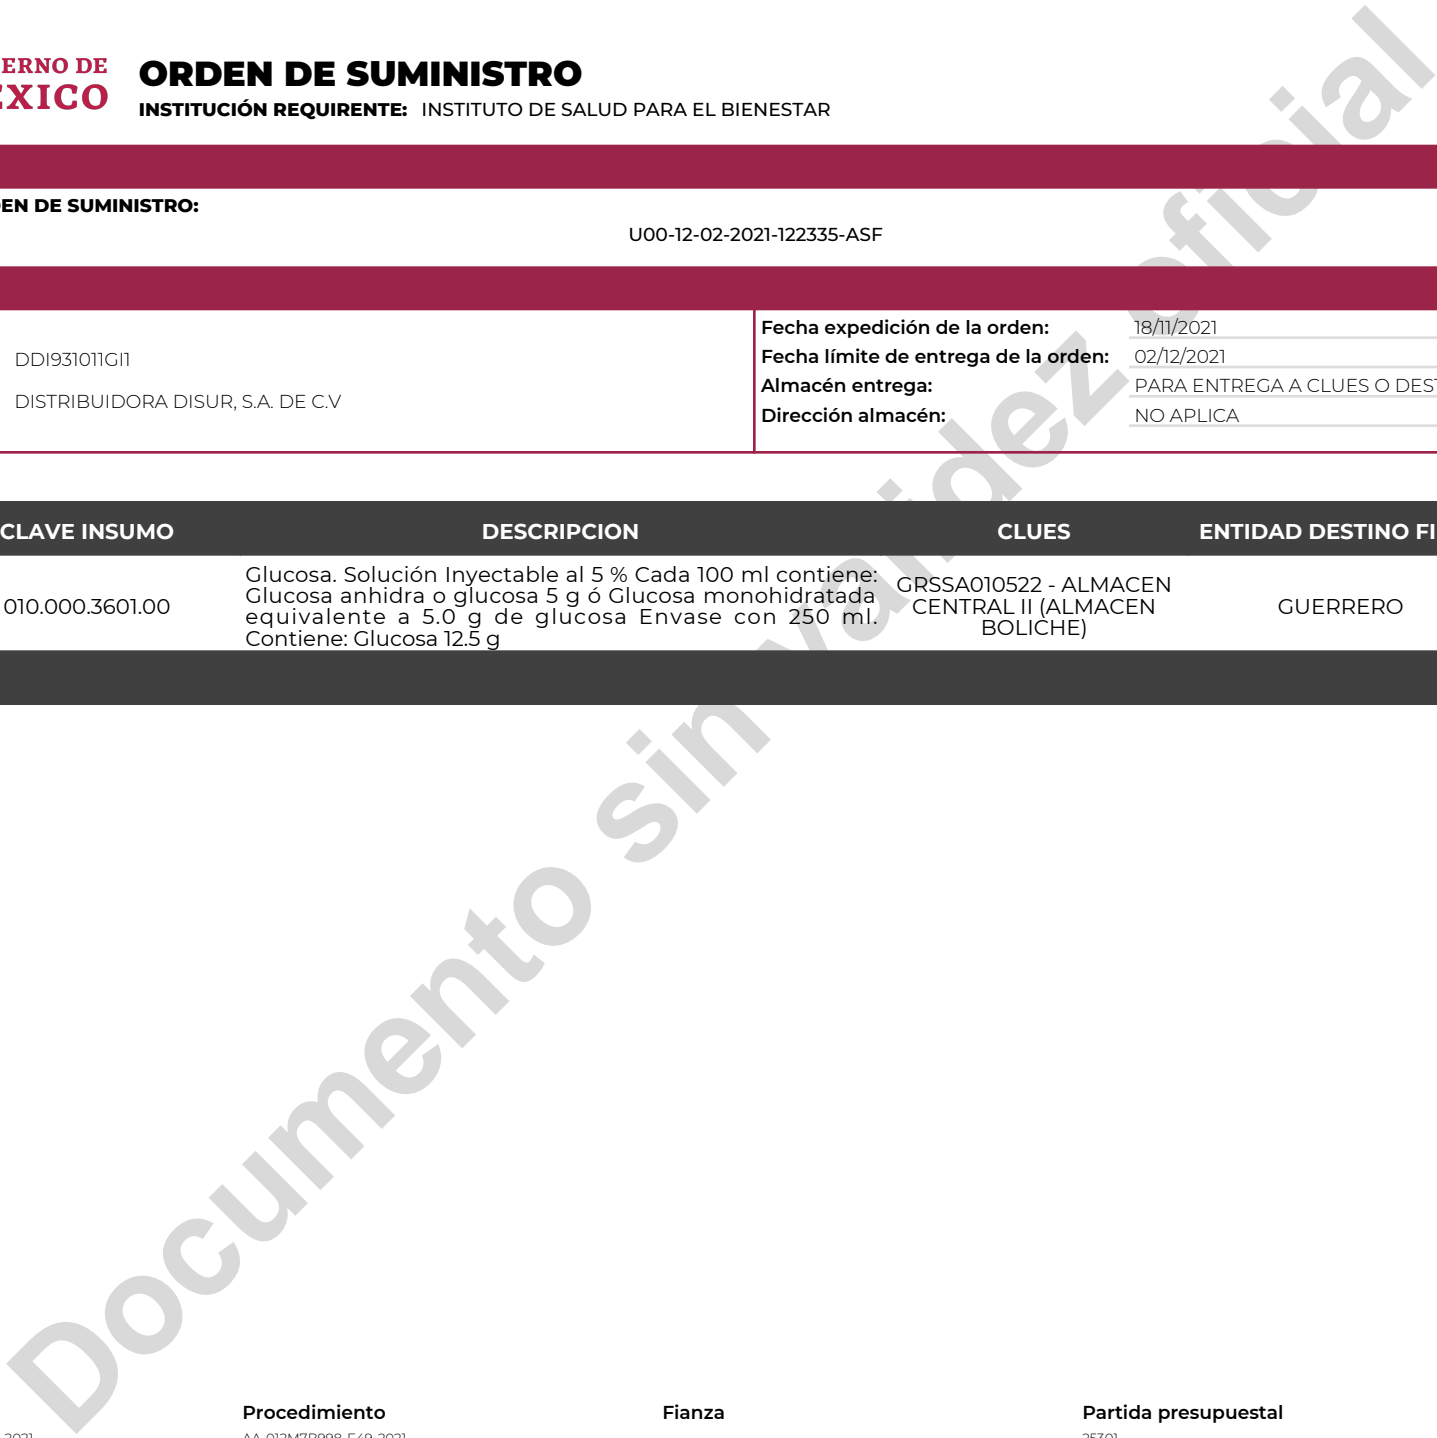 ERNO DE
ORDEN DE SUMINISTRO
INSTITUCIÓN REQUIRENTE: INSTITUTO DE SALUD PARA EL BIENESTAR
EN DE SUMINISTRO:
U00-12-02-2021-122335-ASF
DDI931011GI1
DISTRIBUIDORA DISUR, S.A. DE C.V
Fecha expedición de la orden: 18/11/2021
Fecha límite de entrega de la orden: 02/12/2021
Almacén entrega: PARA ENTREGA A CLUES O DEST
Dirección almacén: NO APLICA
CLAVE INSUMO DESCRIPCION CLUES ENTIDAD DESTINO FI
010.000.3601.00
Glucosa. Solución Inyectable al 5 % Cada 100 ml contiene:
Glucosa anhidra o glucosa 5 g ó Glucosa monohidratada
equivalente a 5.0 g de glucosa Envase con 250 ml.
Contiene: Glucosa 12.5 g
GRSSA010522 - ALMACEN
CENTRAL II (ALMACEN
BOLICHE)
GUERRERO
Documento sin validez oficial
Procedimiento Fianza Partida presupuestal